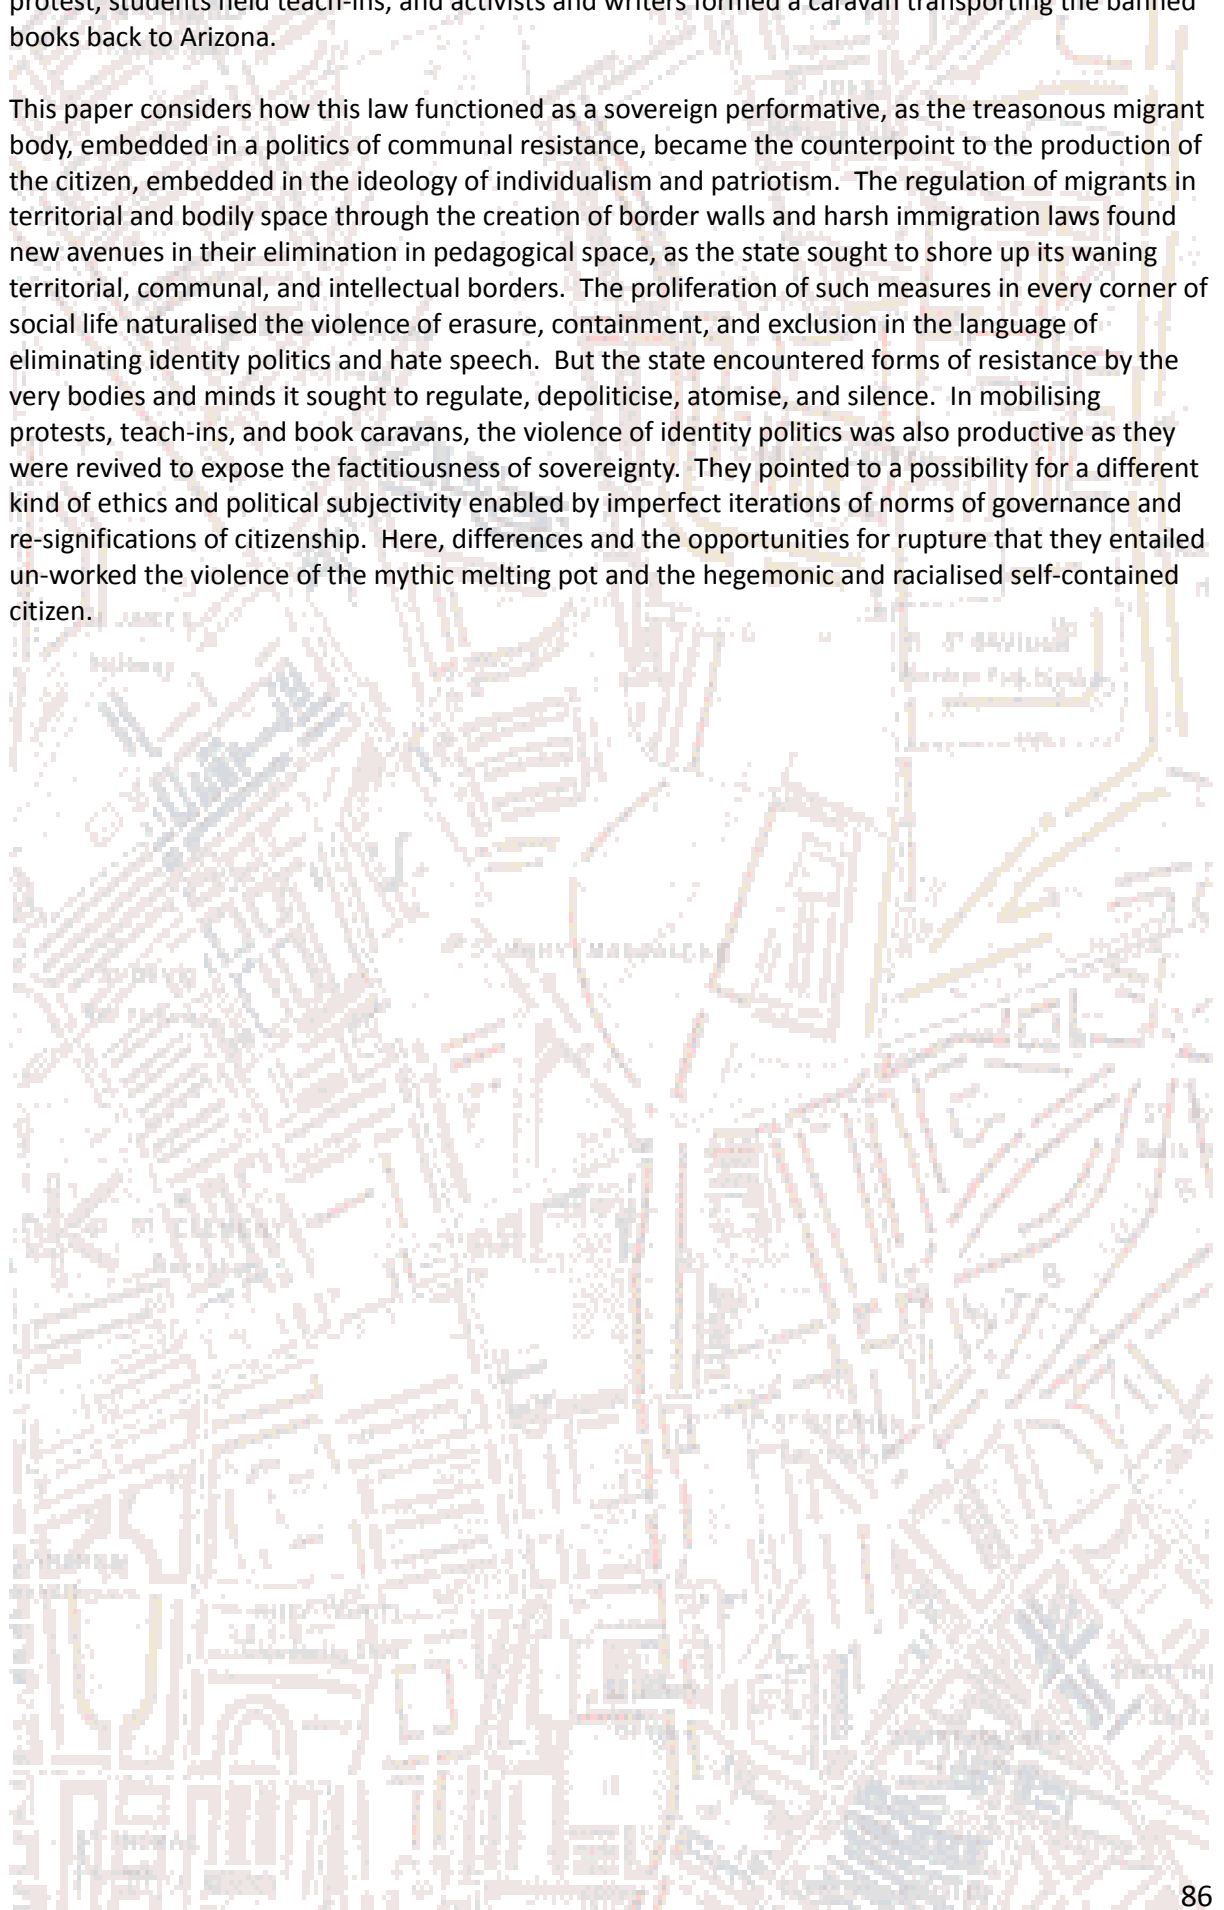 protest, students held teach-ins, and activists and writers formed a caravan transporting the banned
books back to Arizona.
This paper considers how this law functioned as a sovereign performative, as the treasonous migrant
body, embedded in a politics of communal resistance, became the counterpoint to the production of
the citizen, embedded in the ideology of individualism and patriotism.  The regulation of migrants in
territorial and bodily space through the creation of border walls and harsh immigration laws found
new avenues in their elimination in pedagogical space, as the state sought to shore up its waning
territorial, communal, and intellectual borders.  The proliferation of such measures in every corner of
social life naturalised the violence of erasure, containment, and exclusion in the language of
eliminating identity politics and hate speech.  But the state encountered forms of resistance by the
very bodies and minds it sought to regulate, depoliticise, atomise, and silence.  In mobilising
protests, teach-ins, and book caravans, the violence of identity politics was also productive as they
were revived to expose the factitiousness of sovereignty.  They pointed to a possibility for a different
kind of ethics and political subjectivity enabled by imperfect iterations of norms of governance and
re-significations of citizenship.  Here, differences and the opportunities for rupture that they entailed
un-worked the violence of the mythic melting pot and the hegemonic and racialised self-contained
citizen.
86